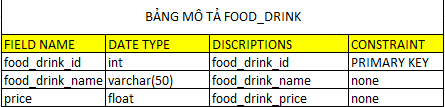 BẢNG MÔ TẢ FOOD_DRINK
FIELD NAME DATE TYPE DISCRIPTIONS CONSTRAINT
food_drink_id int food_drink_id PRIMARY KEY
food_drink_name varchar(50) food_drink_name none
price float food_drink_price none